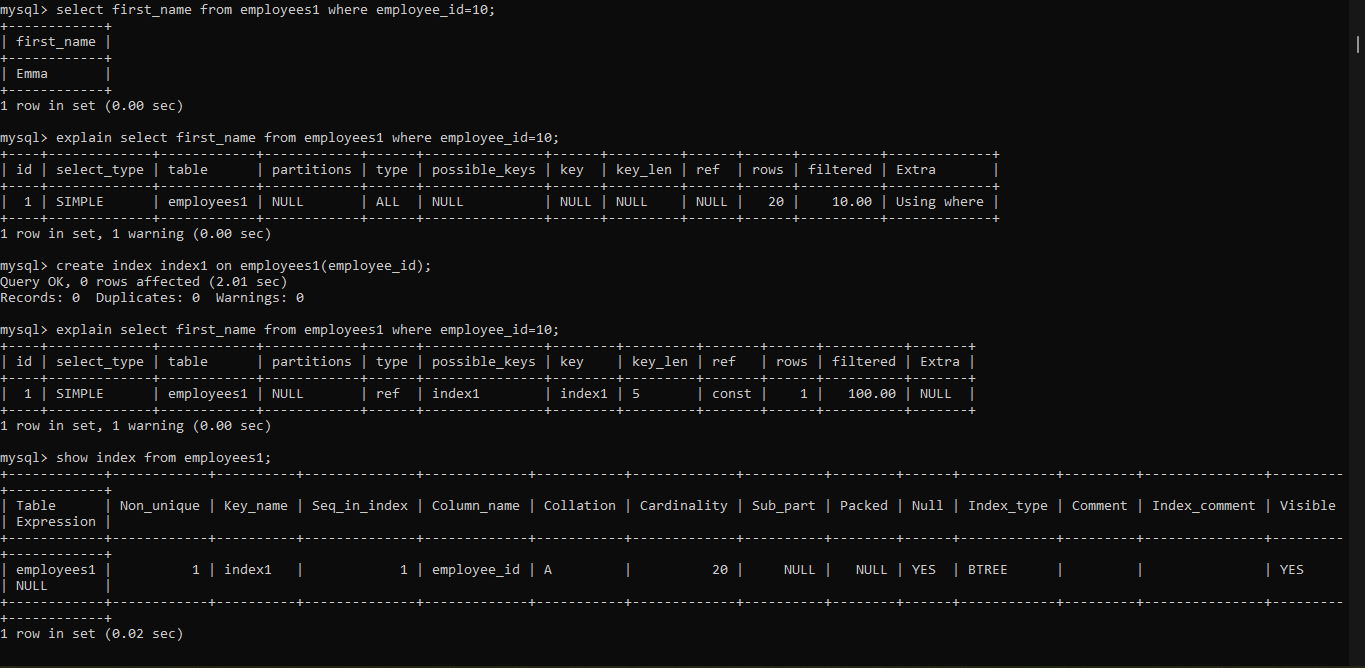 mysql> select first_name from employees1 where employee_id=10;
+------------+
| first_name |
+------------+
| Emma       |
+------------+
1 row in set (0.00 sec)

mysql> explain select first_name from employees1 where employee_id=10;
+----+-------------+------------+------------+------+---------------+------+---------+------+------+----------+-------------+
| id | select_type | table      | partitions | type | possible_keys | key  | key_len | ref  | rows | filtered | Extra       |
+----+-------------+------------+------------+------+---------------+------+---------+------+------+----------+-------------+
|  1 | SIMPLE      | employees1 | NULL       | ALL  | NULL          | NULL | NULL    | NULL |   20 |    10.00 | Using where |
+----+-------------+------------+------------+------+---------------+------+---------+------+------+----------+-------------+
1 row in set, 1 warning (0.00 sec)

mysql> create index index1 on employees1(employee_id);
Query OK, 0 rows affected (2.01 sec)
Records: 0  Duplicates: 0  Warnings: 0

mysql> explain select first_name from employees1 where employee_id=10;
+----+-------------+------------+------------+------+---------------+--------+---------+-------+------+----------+-------+
| id | select_type | table      | partitions | type | possible_keys | key    | key_len | ref   | rows | filtered | Extra |
+----+-------------+------------+------------+------+---------------+--------+---------+-------+------+----------+-------+
|  1 | SIMPLE      | employees1 | NULL       | ref  | index1        | index1 | 5       | const |    1 |   100.00 | NULL  |
+----+-------------+------------+------------+------+---------------+--------+---------+-------+------+----------+-------+
1 row in set, 1 warning (0.00 sec)

mysql> show index from employees1;
+------------+------------+----------+--------------+-------------+-----------+-------------+----------+--------+------+------------+---------+---------------+---------
+------------+
| Table      | Non_unique | Key_name | Seq_in_index | Column_name | Collation | Cardinality | Sub_part | Packed | Null | Index_type | Comment | Index_comment | Visible
| Expression |
+------------+------------+----------+--------------+-------------+-----------+-------------+----------+--------+------+------------+---------+---------------+---------
+------------+
| employees1 |          1 | index1   |            1 | employee_id | A         |          20 |     NULL |   NULL | YES  | BTREE      |         |               | YES
| NULL       |
+------------+------------+----------+--------------+-------------+-----------+-------------+----------+--------+------+------------+---------+---------------+---------
+------------+
1 row in set (0.02 sec)